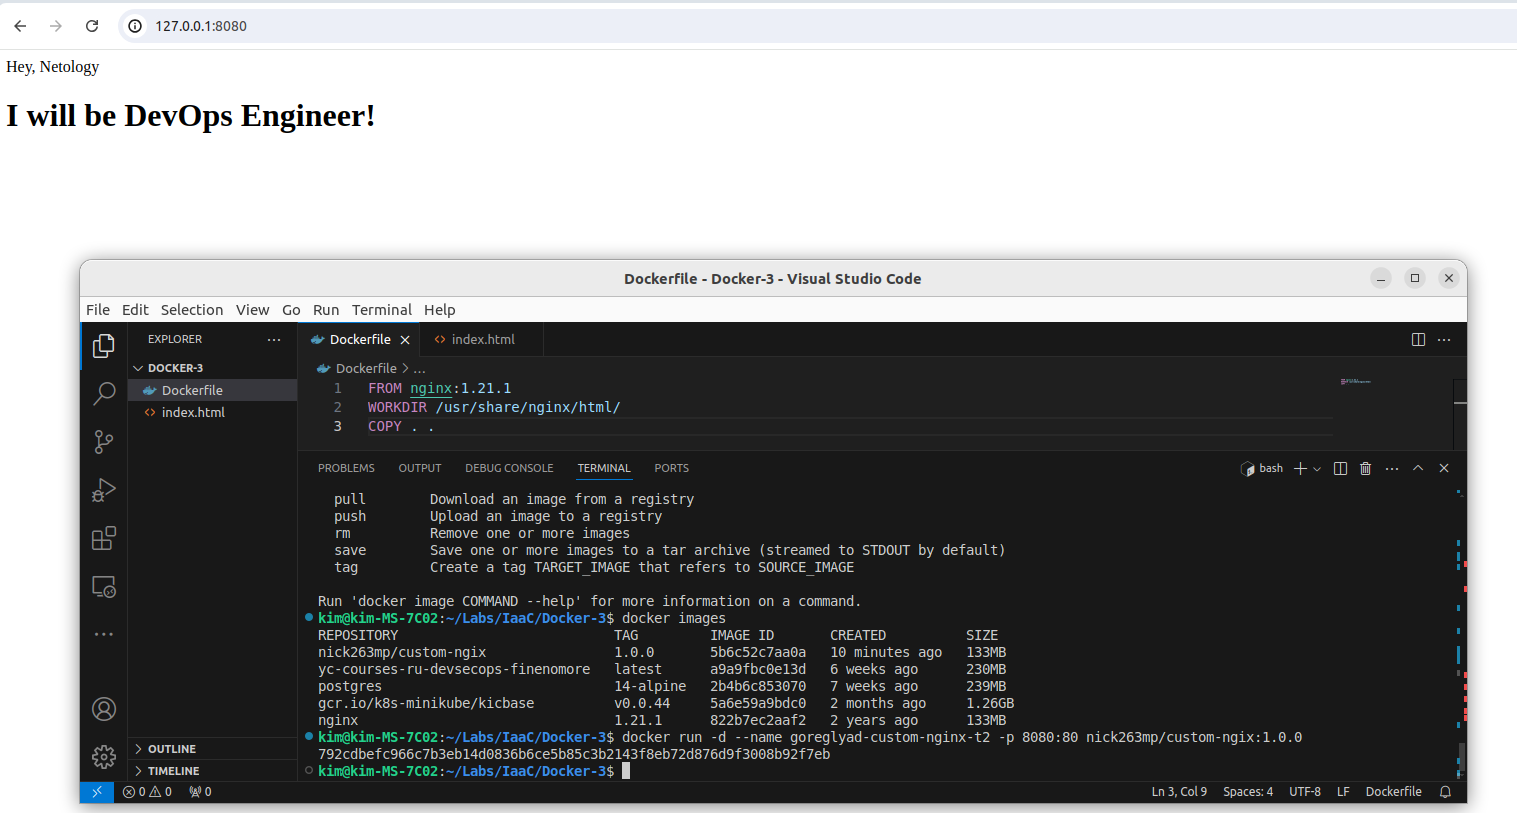 127.0.0.1:8080
Hey, Netology
I will be DevOps Engineer!
Dockerfile - Docker-3 - Visual Studio Code
File Edit Selection View Go Run Terminal Help
EXPLORER
DOCKER-3
Dockerfile
index.html
OUTLINE
TIMELINE
Dockerfile index.html
Dockerfile > ...
1 FROM nginx:1.21.1
2 WORKDIR /usr/share/nginx/html/
3 COPY . .
PROBLEMS OUTPUT DEBUG CONSOLE TERMINAL PORTS bash
pull Download an image from a registry
push Upload an image to a registry
rm Remove one or more images
save Save one or more images to a tar archive (streamed to STDOUT by default)
tag Create a tag TARGET_IMAGE that refers to SOURCE_IMAGE
Run 'docker image COMMAND --help' for more information on a command.
kim@kim-MS-7C02:~/Labs/IaaC/Docker-3$ docker images
REPOSITORY TAG IMAGE ID CREATED SIZE
nick263mp/custom-ngix 1.0.0 5b6c52c7aa0a 10 minutes ago 133MB
yc-courses-ru-devsecops-finenomore latest a9a9fbc0e13d 6 weeks ago 230MB
postgres 14-alpine 2b4b6c853070 7 weeks ago 239MB
gcr.io/k8s-minikube/kicbase v0.0.44 5a6e59a9bdc0 2 months ago 1.26GB
nginx 1.21.1 822b7ec2aaf2 2 years ago 133MB
kim@kim-MS-7C02:~/Labs/IaaC/Docker-3$ docker run -d --name goreglyad-custom-nginx-t2 -p 8080:80 nick263mp/custom-ngix:1.0.0
792cdbefc966c7b3eb14d0836b6ce5b85c3b2143f8eb72d876d9f3008b92f7eb
kim@kim-MS-7C02:~/Labs/IaaC/Docker-3$
0 0 0 Ln 3, Col 9 Spaces: 4 UTF-8 LF Dockerfile